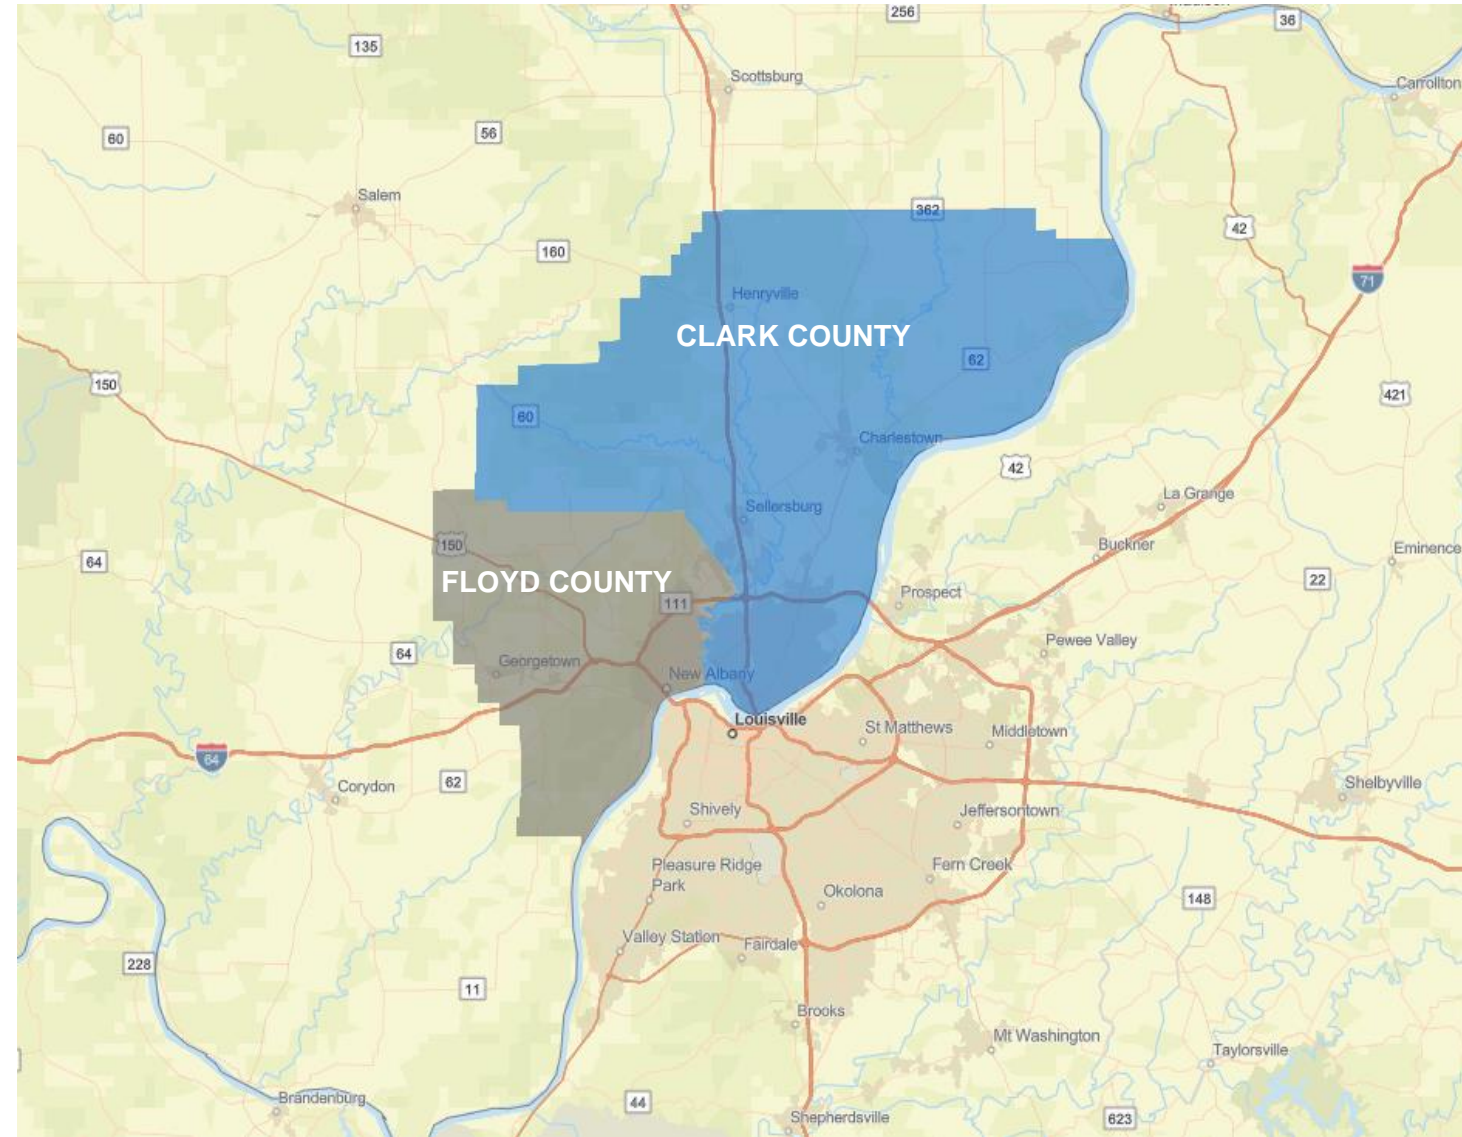 256
36
135
Scottsburg
Carrollton
60
56
Salem
362
42
160
71
Henryville
CLARK COUNTY
62
150
421
60
Charlestown
42
La Grange
Sellersburg
150
Buckner
Eminence
64
FLOYD COUNTY
22
111
Prospect
Pewee Valley
64
Georgetown
New Albany
Louisville
St Matthews
Middletown
64
62
Corydon
Shelbyville
Shively
Jeffersontown
Pleasure Ridge
Park
Fern Creek
Okolona
148
Valley Station
Fairdale
228
11
Brooks
Mt Washington
Taylorsville
Brandenburg
44
Shepherdsville
623